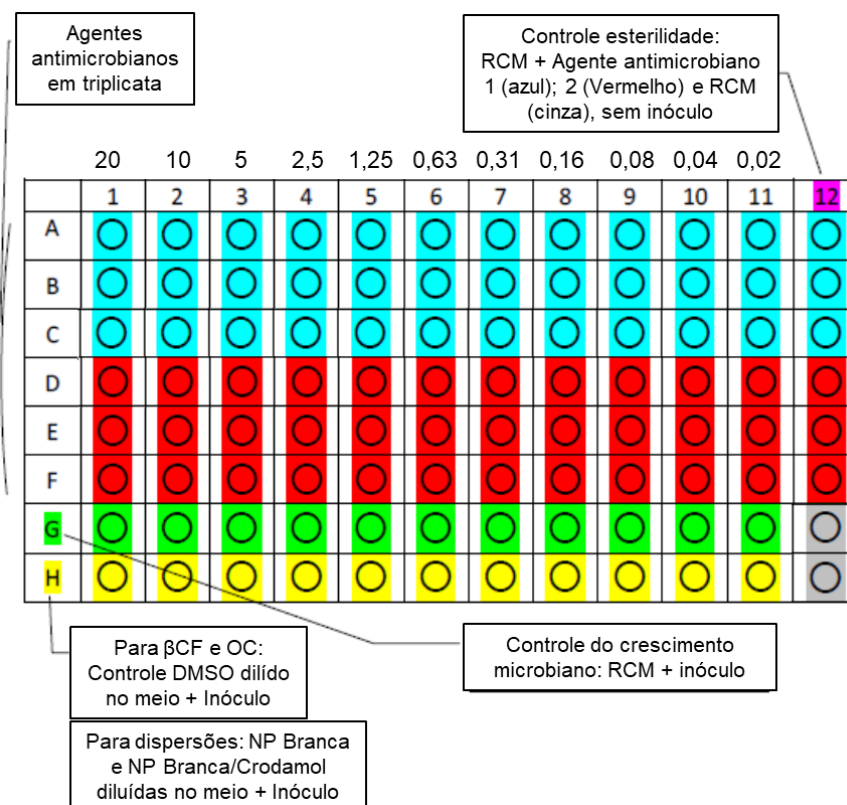 Agentes
antimicrobianos
em triplicata
Controle esterilidade:
RCM + Agente antimicrobiano
1 (azul); 2 (Vermelho) e RCM
(cinza), sem inóculo
20 10 5 2,5 1,25 0,63 0,31 0,16 0,08 0,04 0,02
1 2 3 4 5 6 7 8 9 10 11 12
A
B
C
D
E
F
G
H
Para βCF e OC:
Controle DMSO dilído
no meio + Inóculo
Controle do crescimento
microbiano: RCM + inóculo
Para dispersões: NP Branca
e NP Branca/Crodamol
diluídas no meio + Inóculo